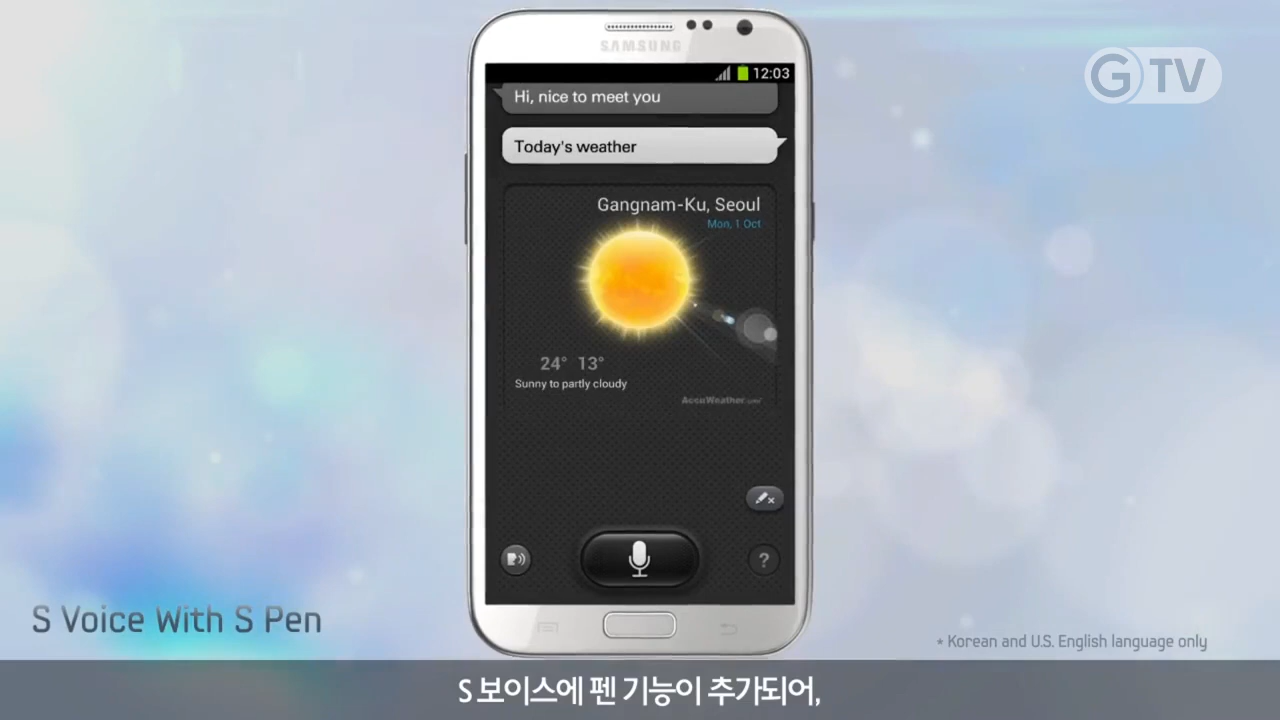 SAMSUNG
GTV
12:03
Hi, nice to meet you
Today's weather
Gangnam-Ku, Seoul
Mon, 1 Oct
24° 13°
Sunny to partly cloudy
AccuWeather.com
?
S Voice With S Pen
* Korean and U.S. English language only
S 보이스에 펜 기능이 추가되어,